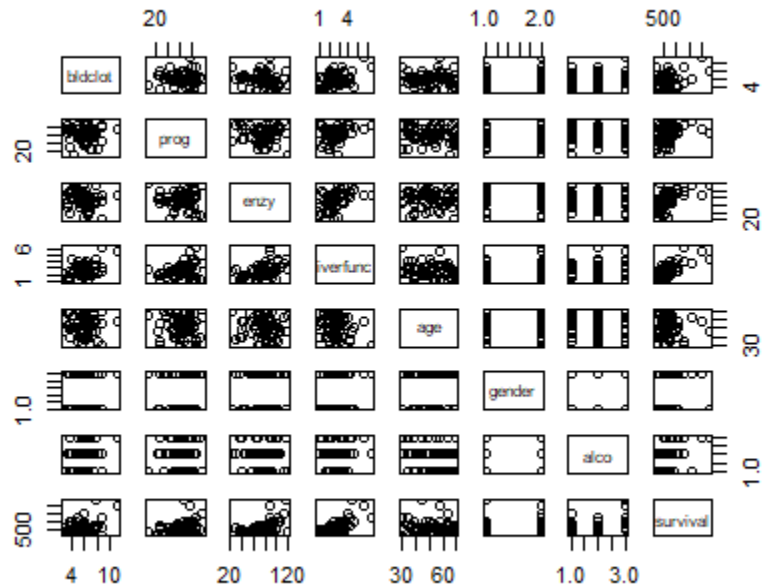 20 1 4 1.0 2.0 500
bldclot 4
20 prog
enzy 20
1 6 iverfunc
age 30
1.0 gender
alco 1.0
500 survival
4 10 20 120 30 60 1.0 3.0